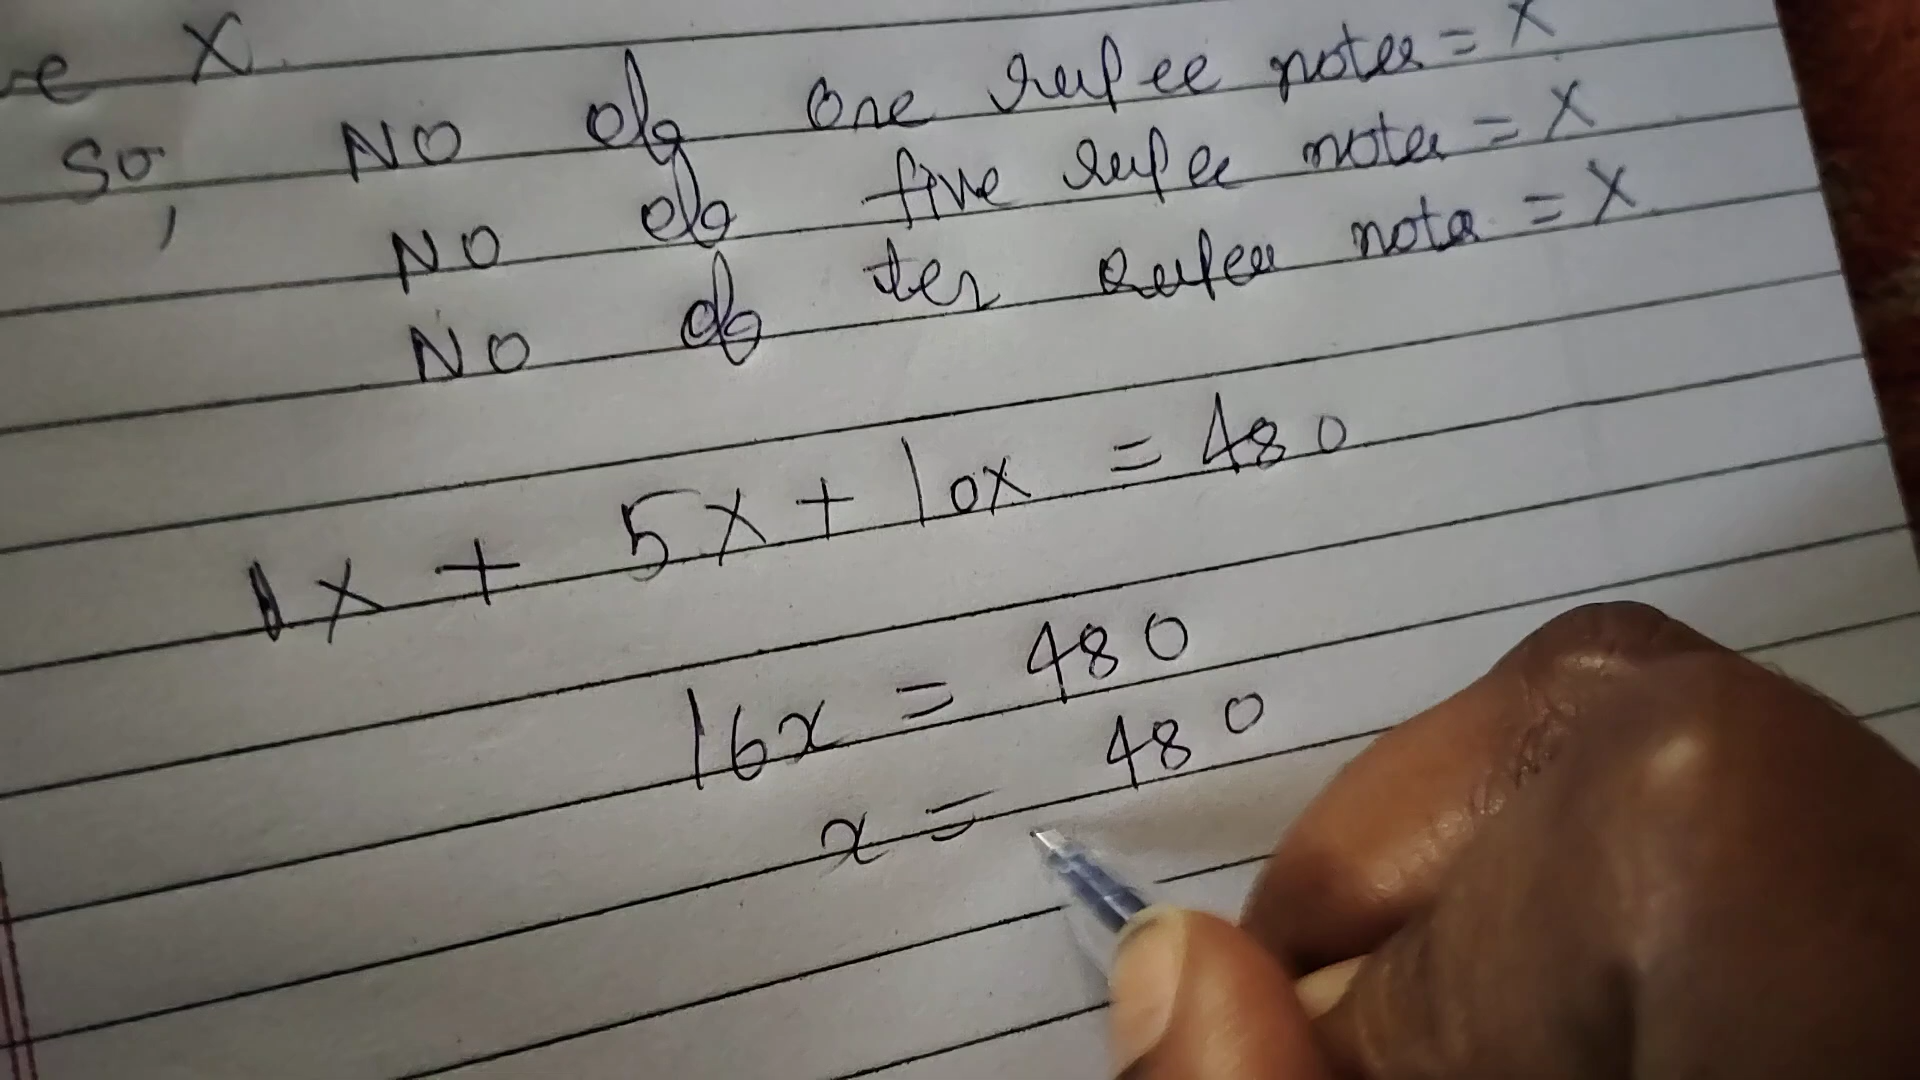 X.
So, No of One rupee notes = X
No of five rupee notes = X
No of ten rupee notes = X
1x + 5x + 10x = 480
16x = 480
x = 480